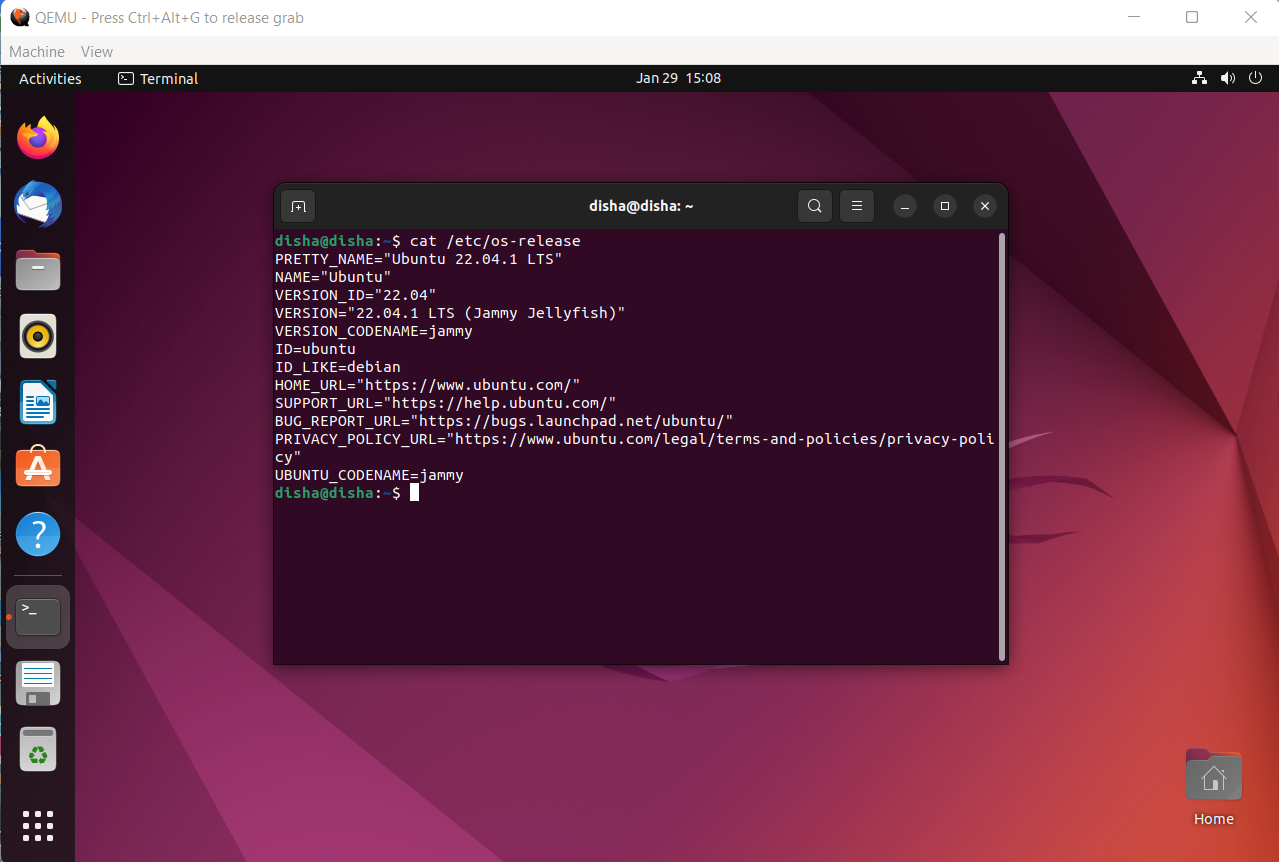 QEMU - Press Ctrl+Alt+G to release grab
Machine View
Activities Terminal Jan 29 15:08
disha@disha: ~
disha@disha:~$ cat /etc/os-release
PRETTY_NAME="Ubuntu 22.04.1 LTS"
NAME="Ubuntu"
VERSION_ID="22.04"
VERSION="22.04.1 LTS (Jammy Jellyfish)"
VERSION_CODENAME=jammy
ID=ubuntu
ID_LIKE=debian
HOME_URL="https://www.ubuntu.com/"
SUPPORT_URL="https://help.ubuntu.com/"
BUG_REPORT_URL="https://bugs.launchpad.net/ubuntu/"
PRIVACY_POLICY_URL="https://www.ubuntu.com/legal/terms-and-policies/privacy-poli
cy"
UBUNTU_CODENAME=jammy
disha@disha:~$
Home